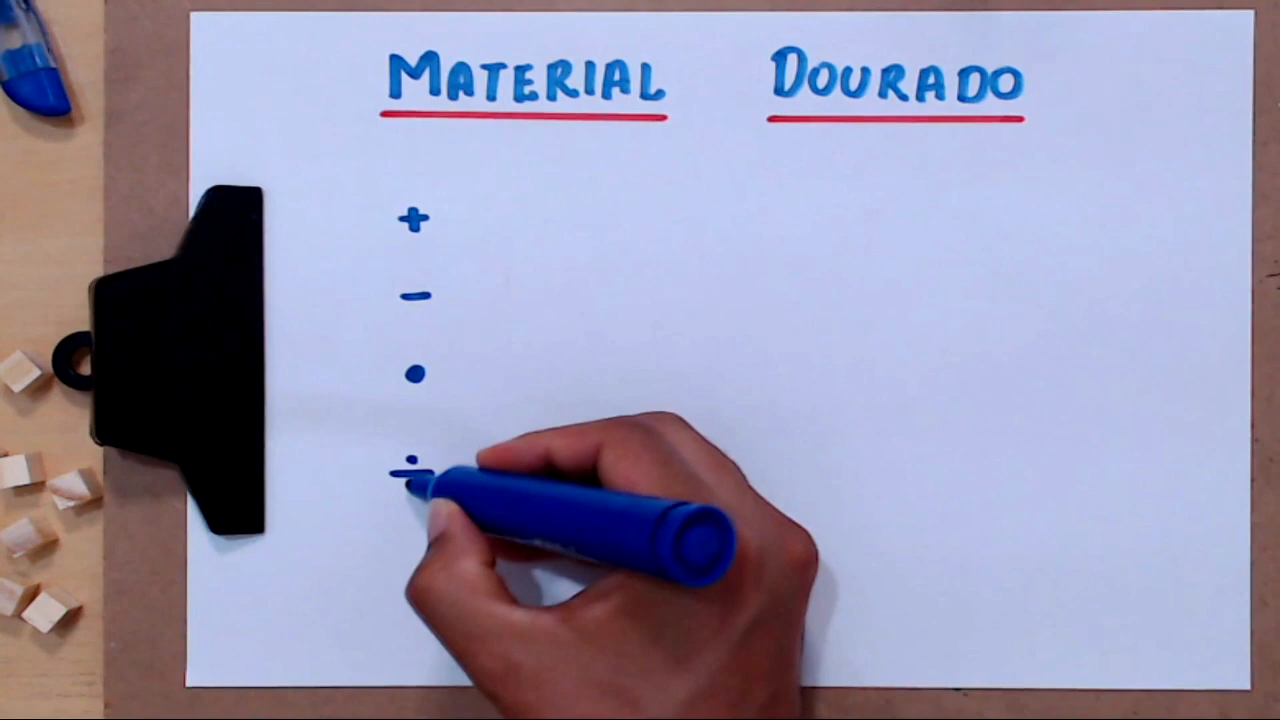 MATERIAL DOURADO
+
-
•
÷